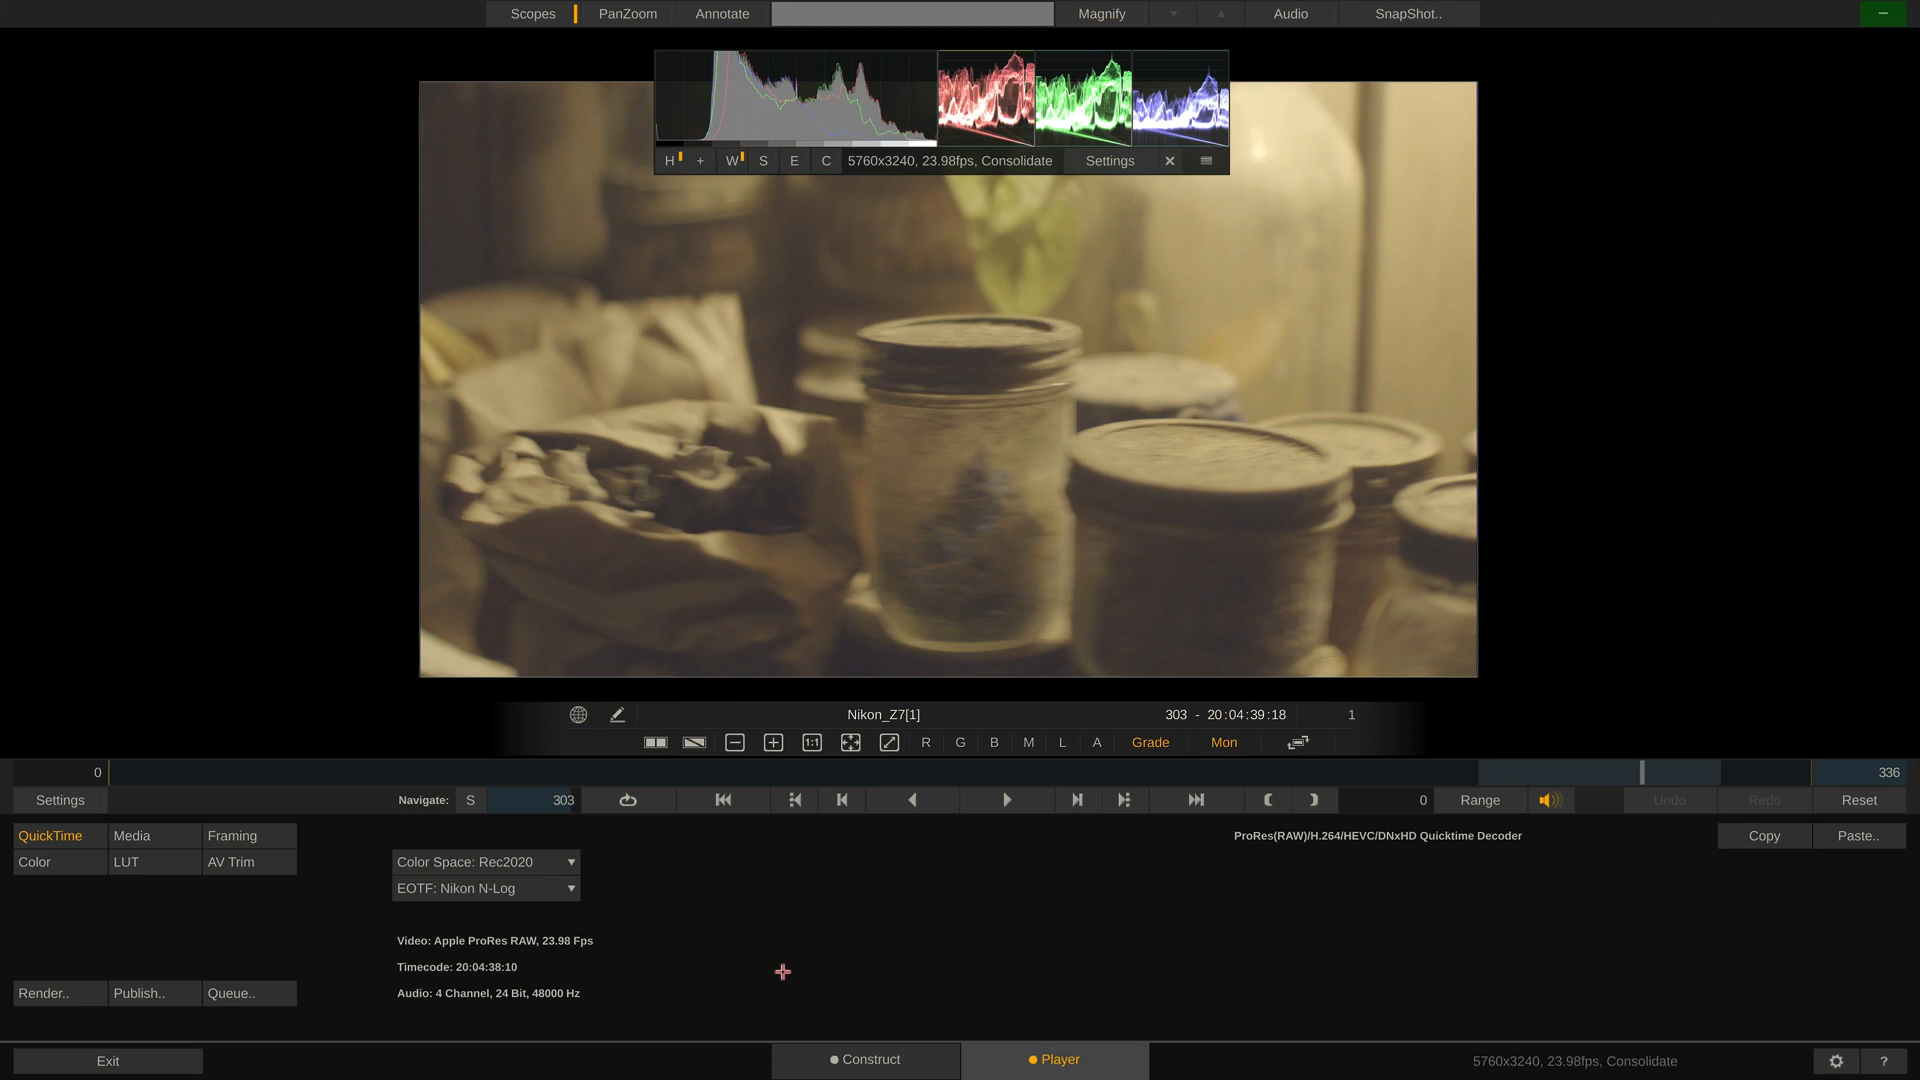 Scopes PanZoom Annotate Magnify Audio SnapShot..
H + W S E C 5760x3240, 23.98fps, Consolidate Settings
Nikon_Z7[1] 303 - 20:04:39:18 1
1:1 R G B M L A Grade Mon
0 336
Settings Navigate: S 303 0 Range Undo Redo Reset
QuickTime Media Framing ProRes(RAW)/H.264/HEVC/DNxHD Quicktime Decoder Copy Paste..
Color LUT AV Trim Color Space: Rec2020
EOTF: Nikon N-Log
Video: Apple ProRes RAW, 23.98 Fps
Timecode: 20:04:38:10
Render.. Publish.. Queue.. Audio: 4 Channel, 24 Bit, 48000 Hz
Exit Construct Player 5760x3240, 23.98fps, Consolidate ?